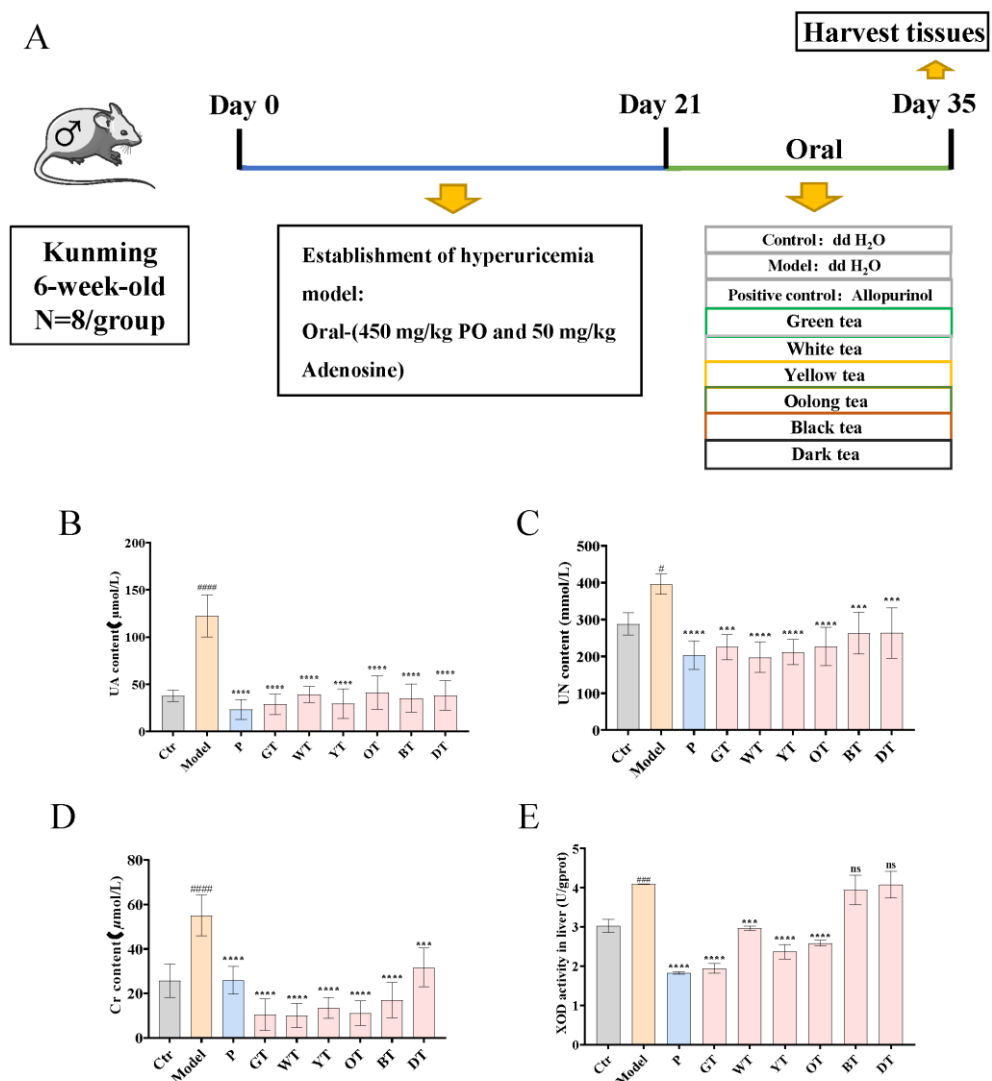 A
Harvest tissues
Day 0
Day 21
Day 35
Oral
♂
Kunming
6-week-old
N=8/group
Establishment of hyperuricemia
model:
Oral-(450 mg/kg PO and 50 mg/kg
Adenosine)
Control：dd H₂O
Model：dd H₂O
Positive control：Allopurinol
Green tea
White tea
Yellow tea
Oolong tea
Black tea
Dark tea
B
UA content( μmol/L)
200
150
100
50
0
####
****
****
****
****
****
****
****
Ctr
Model
P
GT
WT
YT
OT
BT
DT
C
UN content (mmol/L)
500
400
300
200
100
0
#
****
***
****
****
****
***
***
Ctr
Model
P
GT
WT
YT
OT
BT
DT
D
Cr content( μmol/L)
80
60
40
20
0
####
****
****
****
****
****
****
***
Ctr
Model
P
GT
WT
YT
OT
BT
DT
E
XOD activity in liver (U/gprot)
5
4
3
2
1
0
###
****
****
***
****
****
ns
ns
Ctr
Model
P
GT
WT
YT
OT
BT
DT